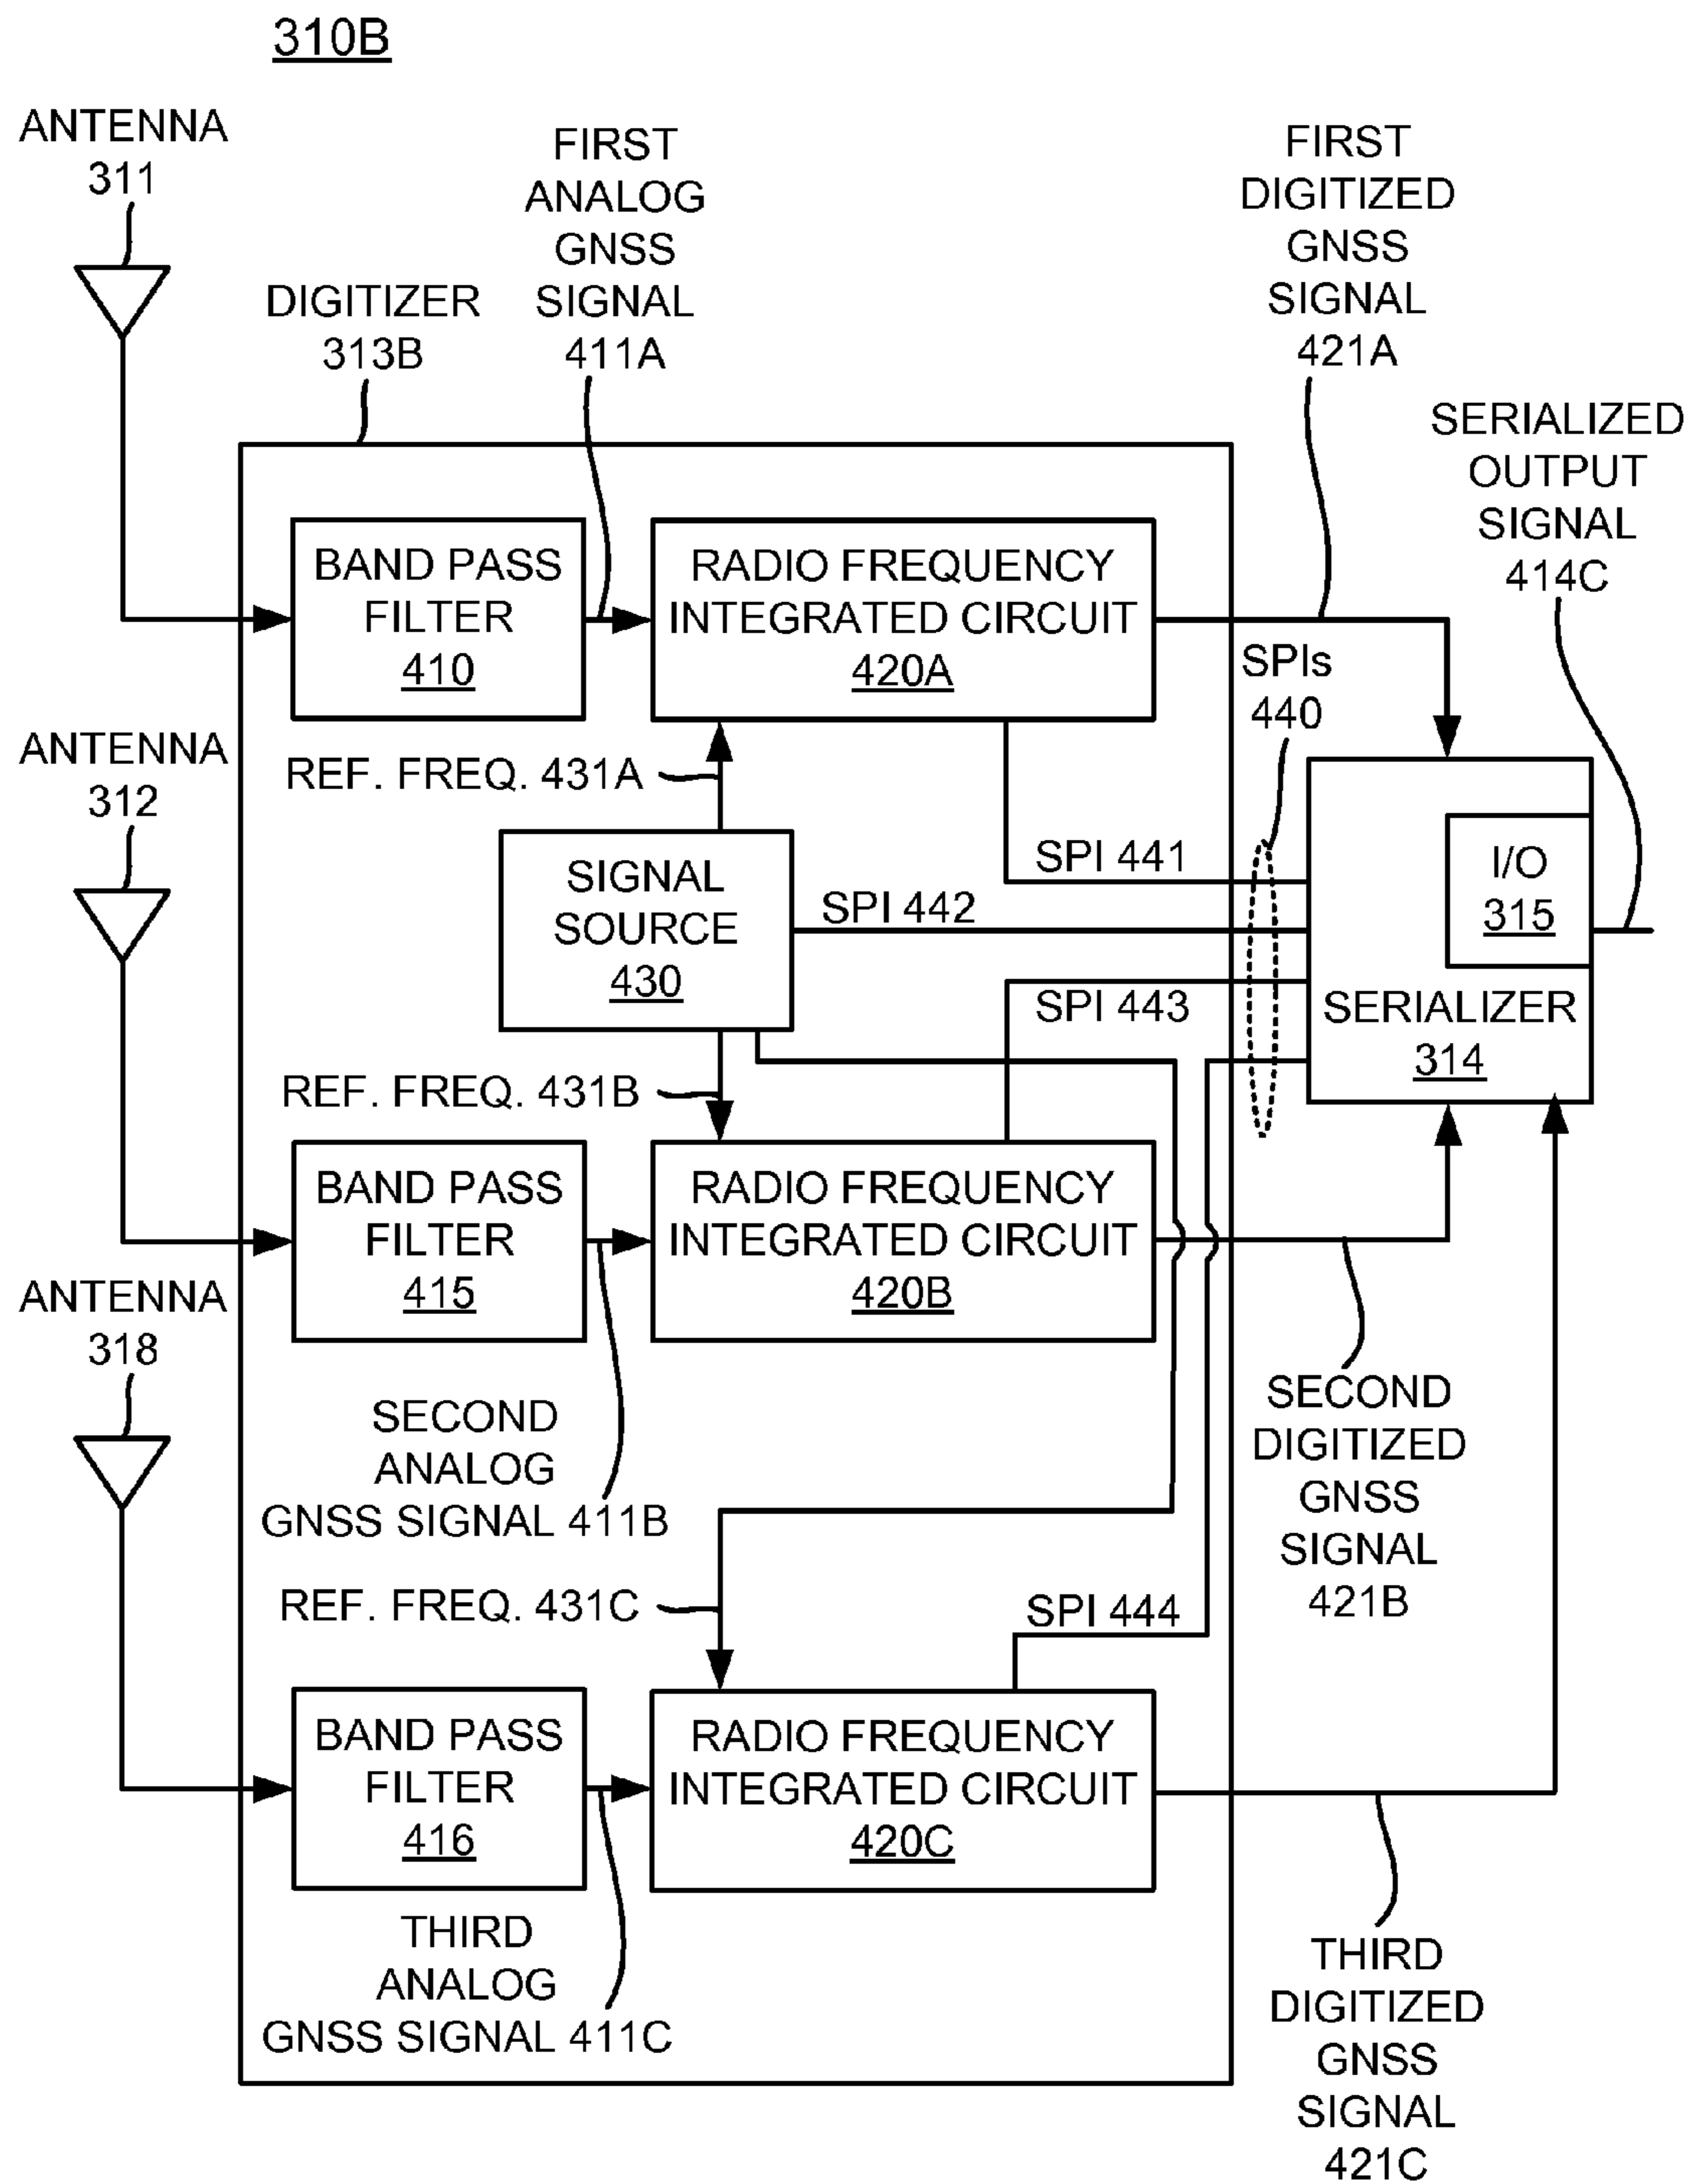 310B
ANTENNA
311
DIGITIZER
313B
FIRST
ANALOG
GNSS
SIGNAL
411A
FIRST
DIGITIZED
GNSS
SIGNAL
421A
SERIALIZED
OUTPUT
SIGNAL
414C
BAND PASS
FILTER
410
RADIO FREQUENCY
INTEGRATED CIRCUIT
420A
SPIs
440
ANTENNA
312
REF. FREQ. 431A
SIGNAL
SOURCE
430
SPI 441
SPI 442
SPI 443
I/O
315
SERIALIZER
314
REF. FREQ. 431B
BAND PASS
FILTER
415
RADIO FREQUENCY
INTEGRATED CIRCUIT
420B
ANTENNA
318
SECOND
ANALOG
GNSS SIGNAL 411B
SECOND
DIGITIZED
GNSS
SIGNAL
421B
REF. FREQ. 431C
SPI 444
BAND PASS
FILTER
416
RADIO FREQUENCY
INTEGRATED CIRCUIT
420C
THIRD
ANALOG
GNSS SIGNAL 411C
THIRD
DIGITIZED
GNSS
SIGNAL
421C